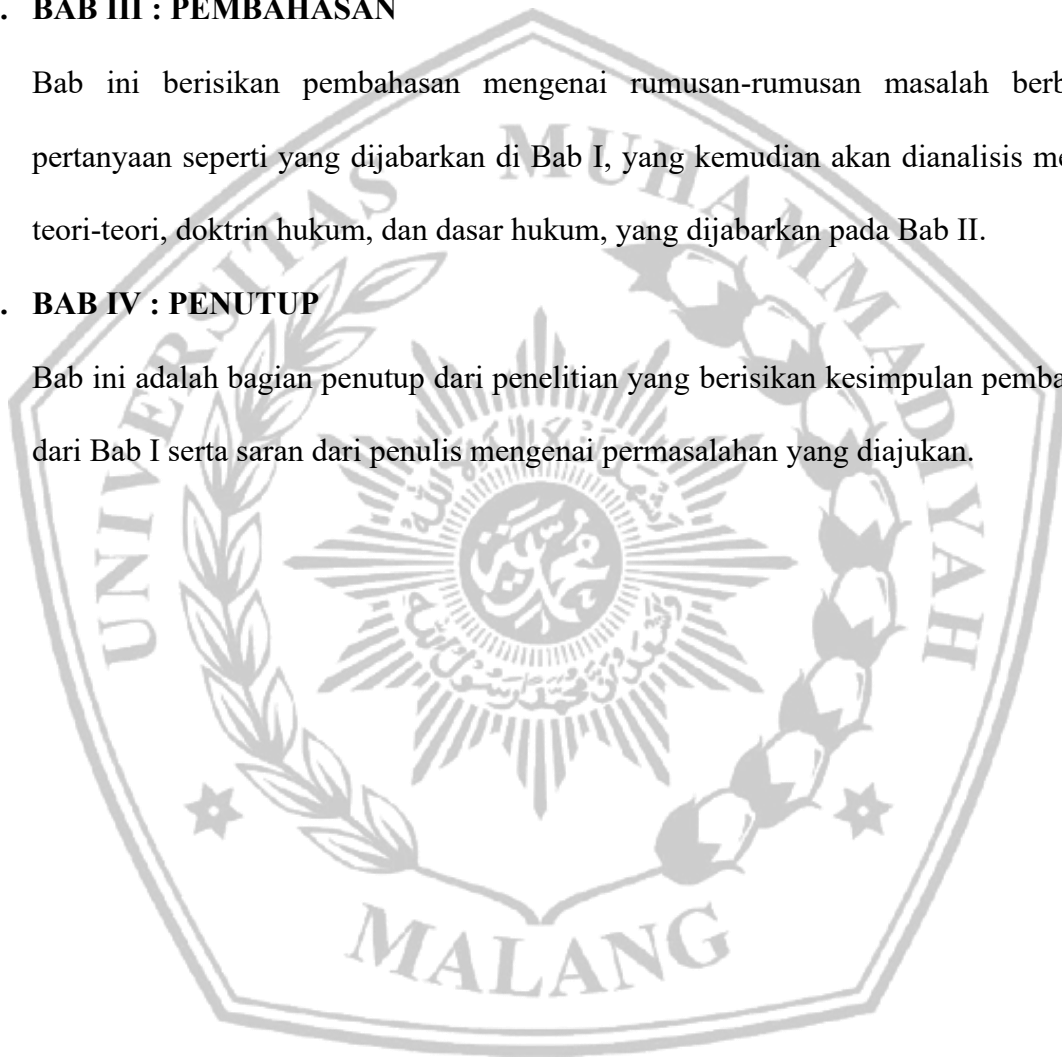 . BAB III : PEMBAHASAN
Bab ini berisikan pembahasan mengenai rumusan-rumusan masalah
pertanyaan seperti yang dijabarkan di Bab I, yang kemudian akan dianalisis
teori-teori, doktrin hukum, dan dasar hukum, yang dijabarkan pada Bab II.
. BAB IV : PENUTUP
Bab ini adalah bagian penutup dari penelitian yang berisikan kesimpulan
dari Bab I serta saran dari penulis mengenai permasalahan yang diajukan.
UNIVERSITAS MUHAMMADIYAH
MALANG